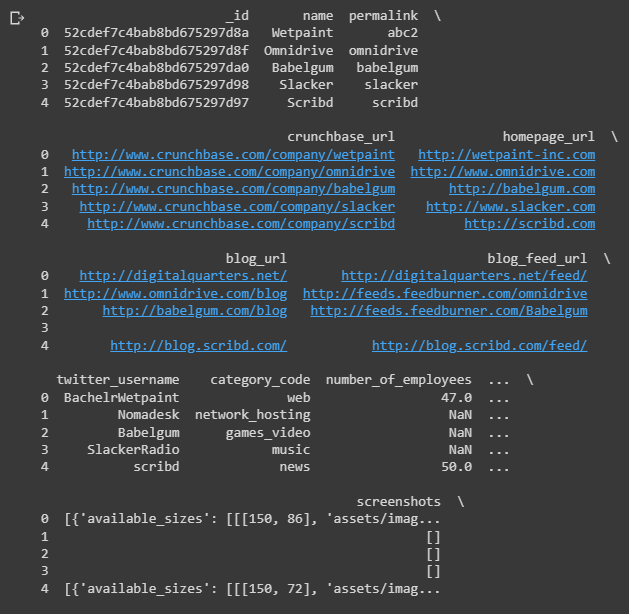 _id name permalink \
0 52cdef7c4bab8bd675297d8a Wetpaint abc2
1 52cdef7c4bab8bd675297d8f Omnidrive omnidrive
2 52cdef7c4bab8bd675297da0 Babelgum babelgum
3 52cdef7c4bab8bd675297d98 Slacker slacker
4 52cdef7c4bab8bd675297d97 Scribd scribd
crunchbase_url homepage_url \
0 http://www.crunchbase.com/company/wetpaint http://wetpaint-inc.com
1 http://www.crunchbase.com/company/omnidrive http://www.omnidrive.com
2 http://www.crunchbase.com/company/babelgum http://babelgum.com
3 http://www.crunchbase.com/company/slacker http://www.slacker.com
4 http://www.crunchbase.com/company/scribd http://scribd.com
blog_url blog_feed_url \
0 http://digitalquarters.net/ http://digitalquarters.net/feed/
1 http://www.omnidrive.com/blog http://feeds.feedburner.com/omnidrive
2 http://babelgum.com/blog http://feeds.feedburner.com/Babelgum
3
4 http://blog.scribd.com/ http://blog.scribd.com/feed/
twitter_username category_code number_of_employees ... \
0 BachelrWetpaint web 47.0 ...
1 Nomadesk network_hosting NaN ...
2 Babelgum games_video NaN ...
3 SlackerRadio music NaN ...
4 scribd news 50.0 ...
screenshots \
0 [{'available_sizes': [[[150, 86], 'assets/imag...
1 []
2 []
3 []
4 [{'available_sizes': [[[150, 72], 'assets/imag...